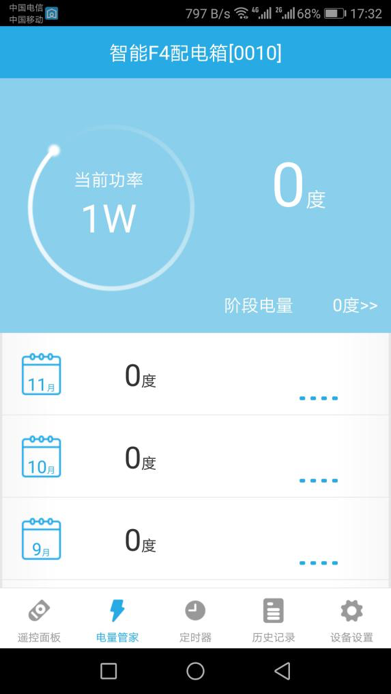 中国电信
中国移动
797 B/s 4G 2G 68% 17:32
智能F4配电箱[0010]
当前功率
1W
0度
阶段电量 0度>>
11月 0度
10月 0度
9月 0度
遥控面板 电量管家 定时器 历史记录 设备设置